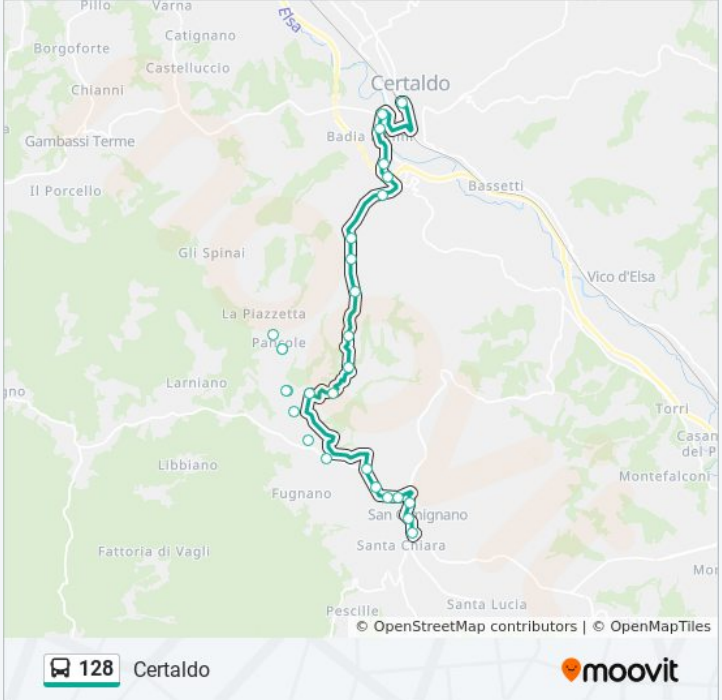 Pillo
Varna
Elsa
Catignano
Borgoforte
Castelluccio
Chianni
Certaldo
Badia
Gambassi Terme
Il Porcello
Bassetti
Gli Spinai
Vico d'Elsa
La Piazzetta
Larniano
Torri
Libbiano
Montefalconi
Fugnano
Santa Chiara
Fattoria di Vagli
Santa Lucia
Pescille
© OpenStreetMap contributors | © OpenMapTiles
128 Certaldo
moovit